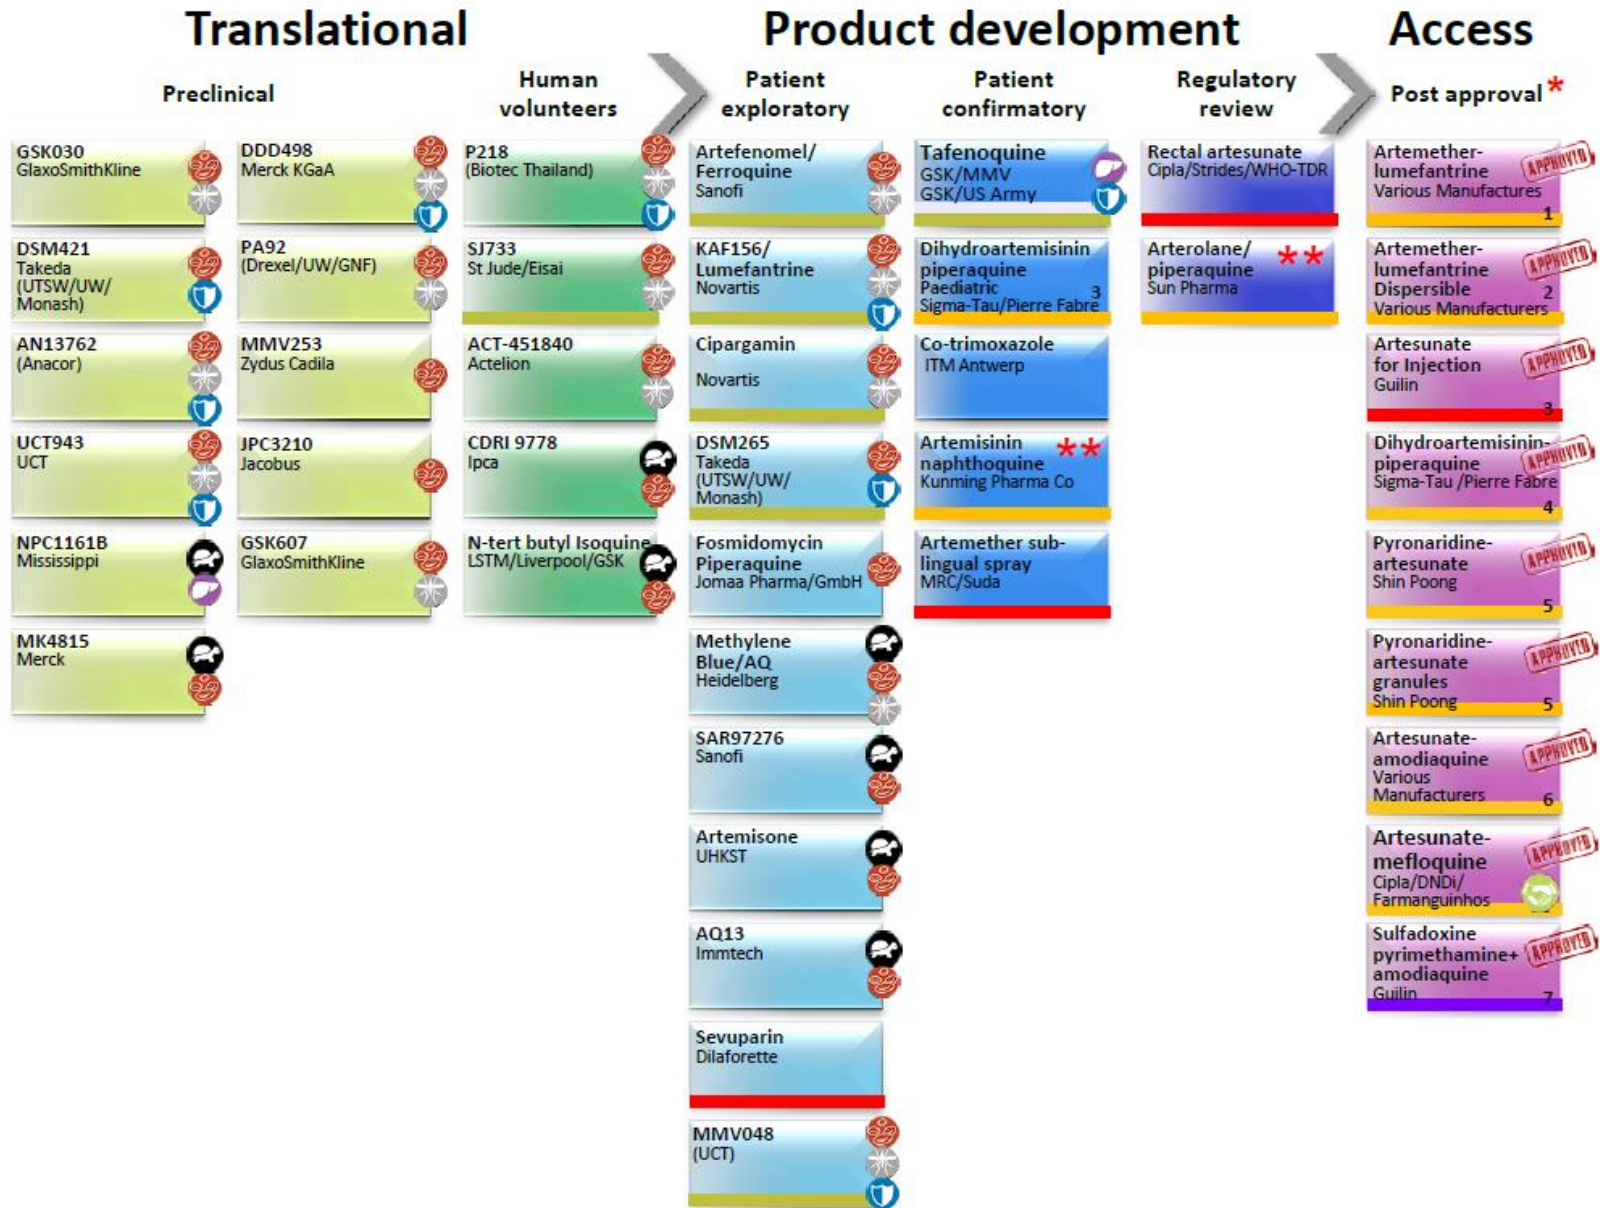 Translational
Product development
Access
Preclinical
Human
volunteers
Patient
exploratory
Patient
confirmatory
Regulatory
review
Post approval *
GSK030
GlaxoSmithKline
DSM421
Takeda
(UTSW/UW/
Monash)
AN13762
(Anacor)
UCT943
UCT
NPC1161B
Mississippi
MK4815
Merck
DDD498
Merck KGaA
PA92
(Drexel/UW/GNF)
MMV253
Zydus Cadila
JPC3210
Jacobus
GSK607
GlaxoSmithKline
P218
(Biotec Thailand)
SJ733
St Jude/Eisai
ACT-451840
Actelion
CDRI 9778
Ipca
N-tert butyl Isoquine
LSTM/Liverpool/GSK
Artefenomel/
Ferroquine
Sanofi
KAF156/
Lumefantrine
Novartis
Cipargamin
Novartis
DSM265
Takeda
(UTSW/UW/
Monash)
Fosmidomycin
Piperaquine
Jomaa Pharma/GmbH
Methylene
Blue/AQ
Heidelberg
SAR97276
Sanofi
Artemisone
UHKST
AQ13
Immtech
Sevuparin
Dilaforette
MMV048
(UCT)
Tafenoquine
GSK/MMV
GSK/US Army
Dihydroartemisinin
piperaquine
Paediatric 3
Sigma-Tau/Pierre Fabre
Co-trimoxazole
ITM Antwerp
Artemisinin **
naphthoquine
Kunming Pharma Co
Artemether sub-
lingual spray
MRC/Suda
Rectal artesunate
Cipla/Strides/WHO-TDR
Arterolane/ **
piperaquine
Sun Pharma
Artemether-
lumefantrine APPROVED
Various Manufactures
1
Artemether-
lumefantrine APPROVED
Dispersible 2
Various Manufacturers
Artesunate
for Injection APPROVED
Guilin
3
Dihydroartemisinin-
piperaquine APPROVED
Sigma-Tau /Pierre Fabre
4
Pyronaridine-
artesunate APPROVED
Shin Poong
5
Pyronaridine-
artesunate APPROVED
granules
Shin Poong 5
Artesunate-
amodiaquine APPROVED
Various
Manufacturers 6
Artesunate-
mefloquine APPROVED
Cipla/DNDi/
Farmanguinhos
Sulfadoxine
pyrimethamine+ APPROVED
amodiaquine
Guilin 7